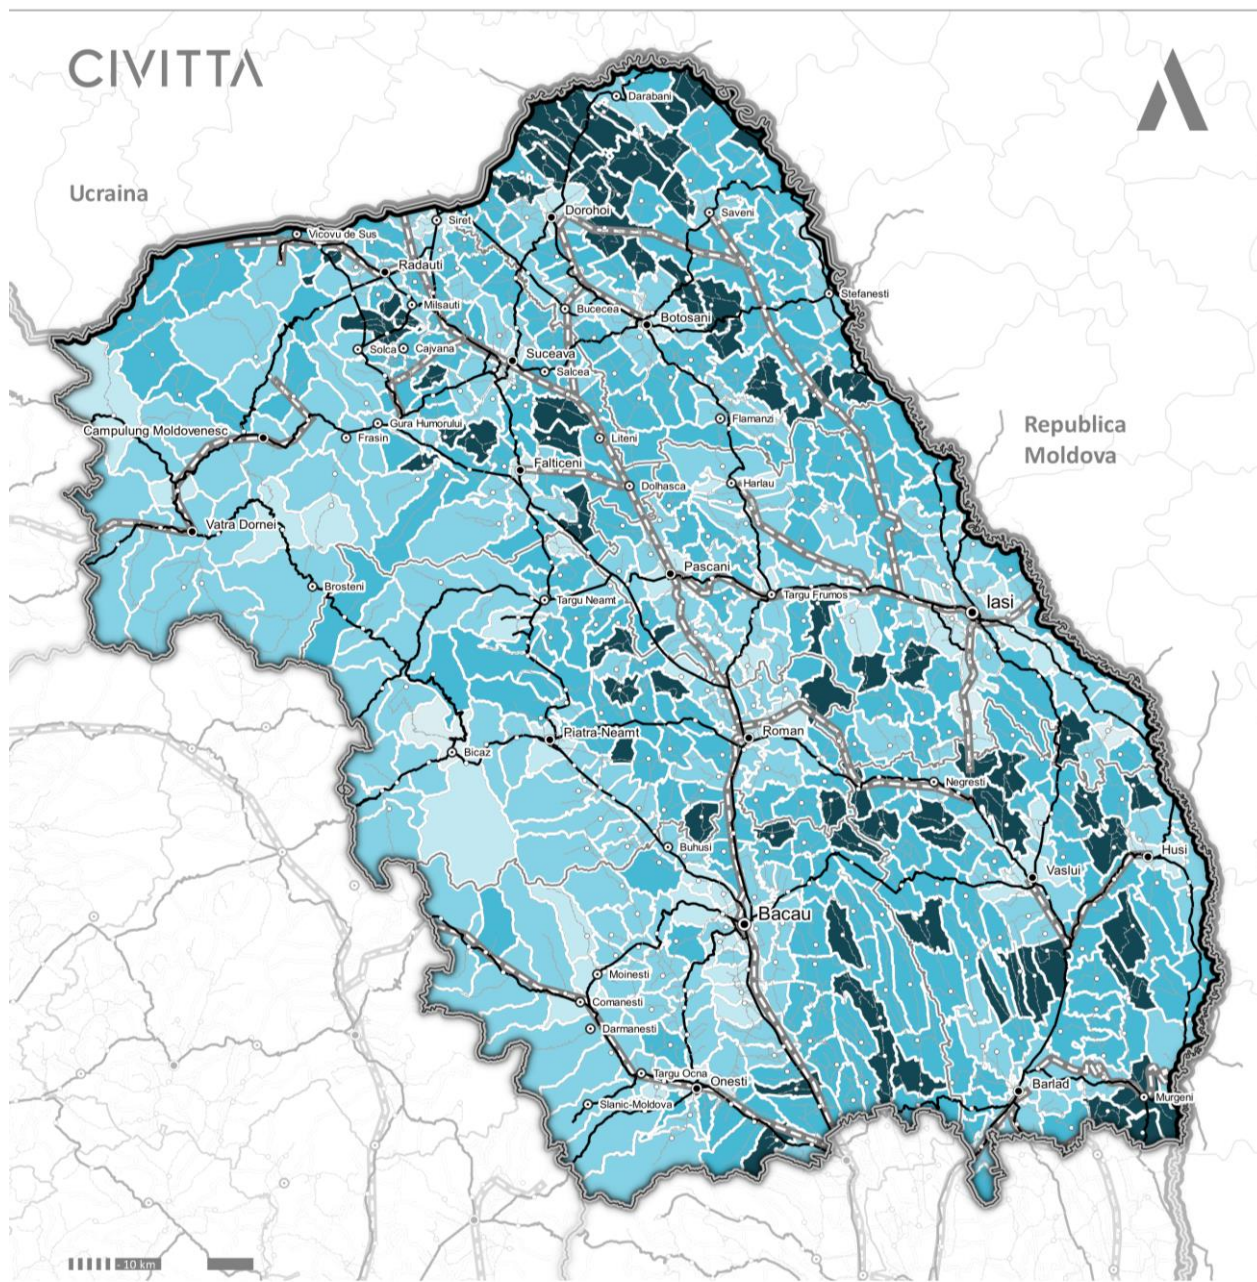 CIVITTA
Darabani
Ucraina
Dorohoi
Saveni
Siret
Vicovu de Sus
Radauti
Stefanesti
Milsauti
Bucecea
Botosani
Solca
Cajvana
Suceava
Salcea
Flamanzi
Gura Humorului
Campulung Moldovenesc
Frasin
Liteni
Republica
Moldova
Falticeni
Dolhasca
Harlau
Vatra Dornei
Pascani
Brosteni
Targu Neamt
Targu Frumos
Iasi
Piatra-Neamt
Roman
Bicaz
Negresti
Buhusi
Husi
Vaslui
Bacau
Moinesti
Comanesti
Darmanesti
Targu Ocna
Onesti
Barlad
Slanic-Moldova
Murgeni
- 10 km